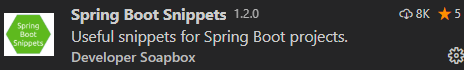 Spring Boot Snippets 1.2.0 8K 5
Spring
Boot
Snippets
Useful snippets for Spring Boot projects.
Developer Soapbox